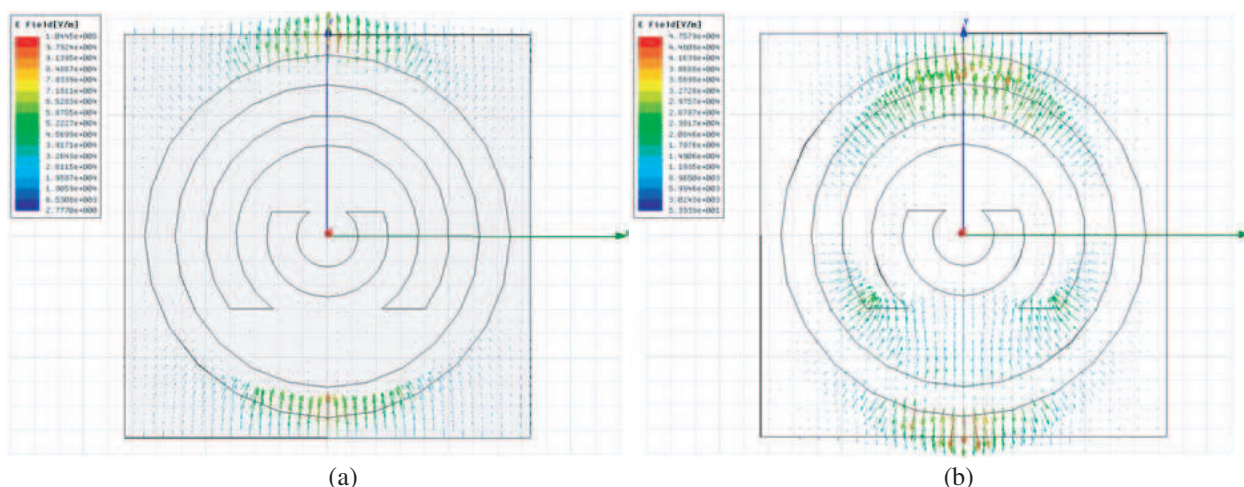 E Field[V/m]
1.0445e+005
9.7924e+004
9.1395e+004
8.4867e+004
7.8339e+004
7.1811e+004
6.5283e+004
5.8755e+004
5.2227e+004
4.5699e+004
3.9171e+004
3.2643e+004
2.6115e+004
1.9587e+004
1.3059e+004
6.5308e+003
2.7770e+000
(a)
E Field[V/m]
4.7579e+004
4.4609e+004
4.1639e+004
3.8668e+004
3.5698e+004
3.2728e+004
2.9757e+004
2.6787e+004
2.3817e+004
2.0846e+004
1.7876e+004
1.4906e+004
1.1935e+004
8.9650e+003
5.9946e+003
3.0243e+003
5.3939e+001
Y
(b)